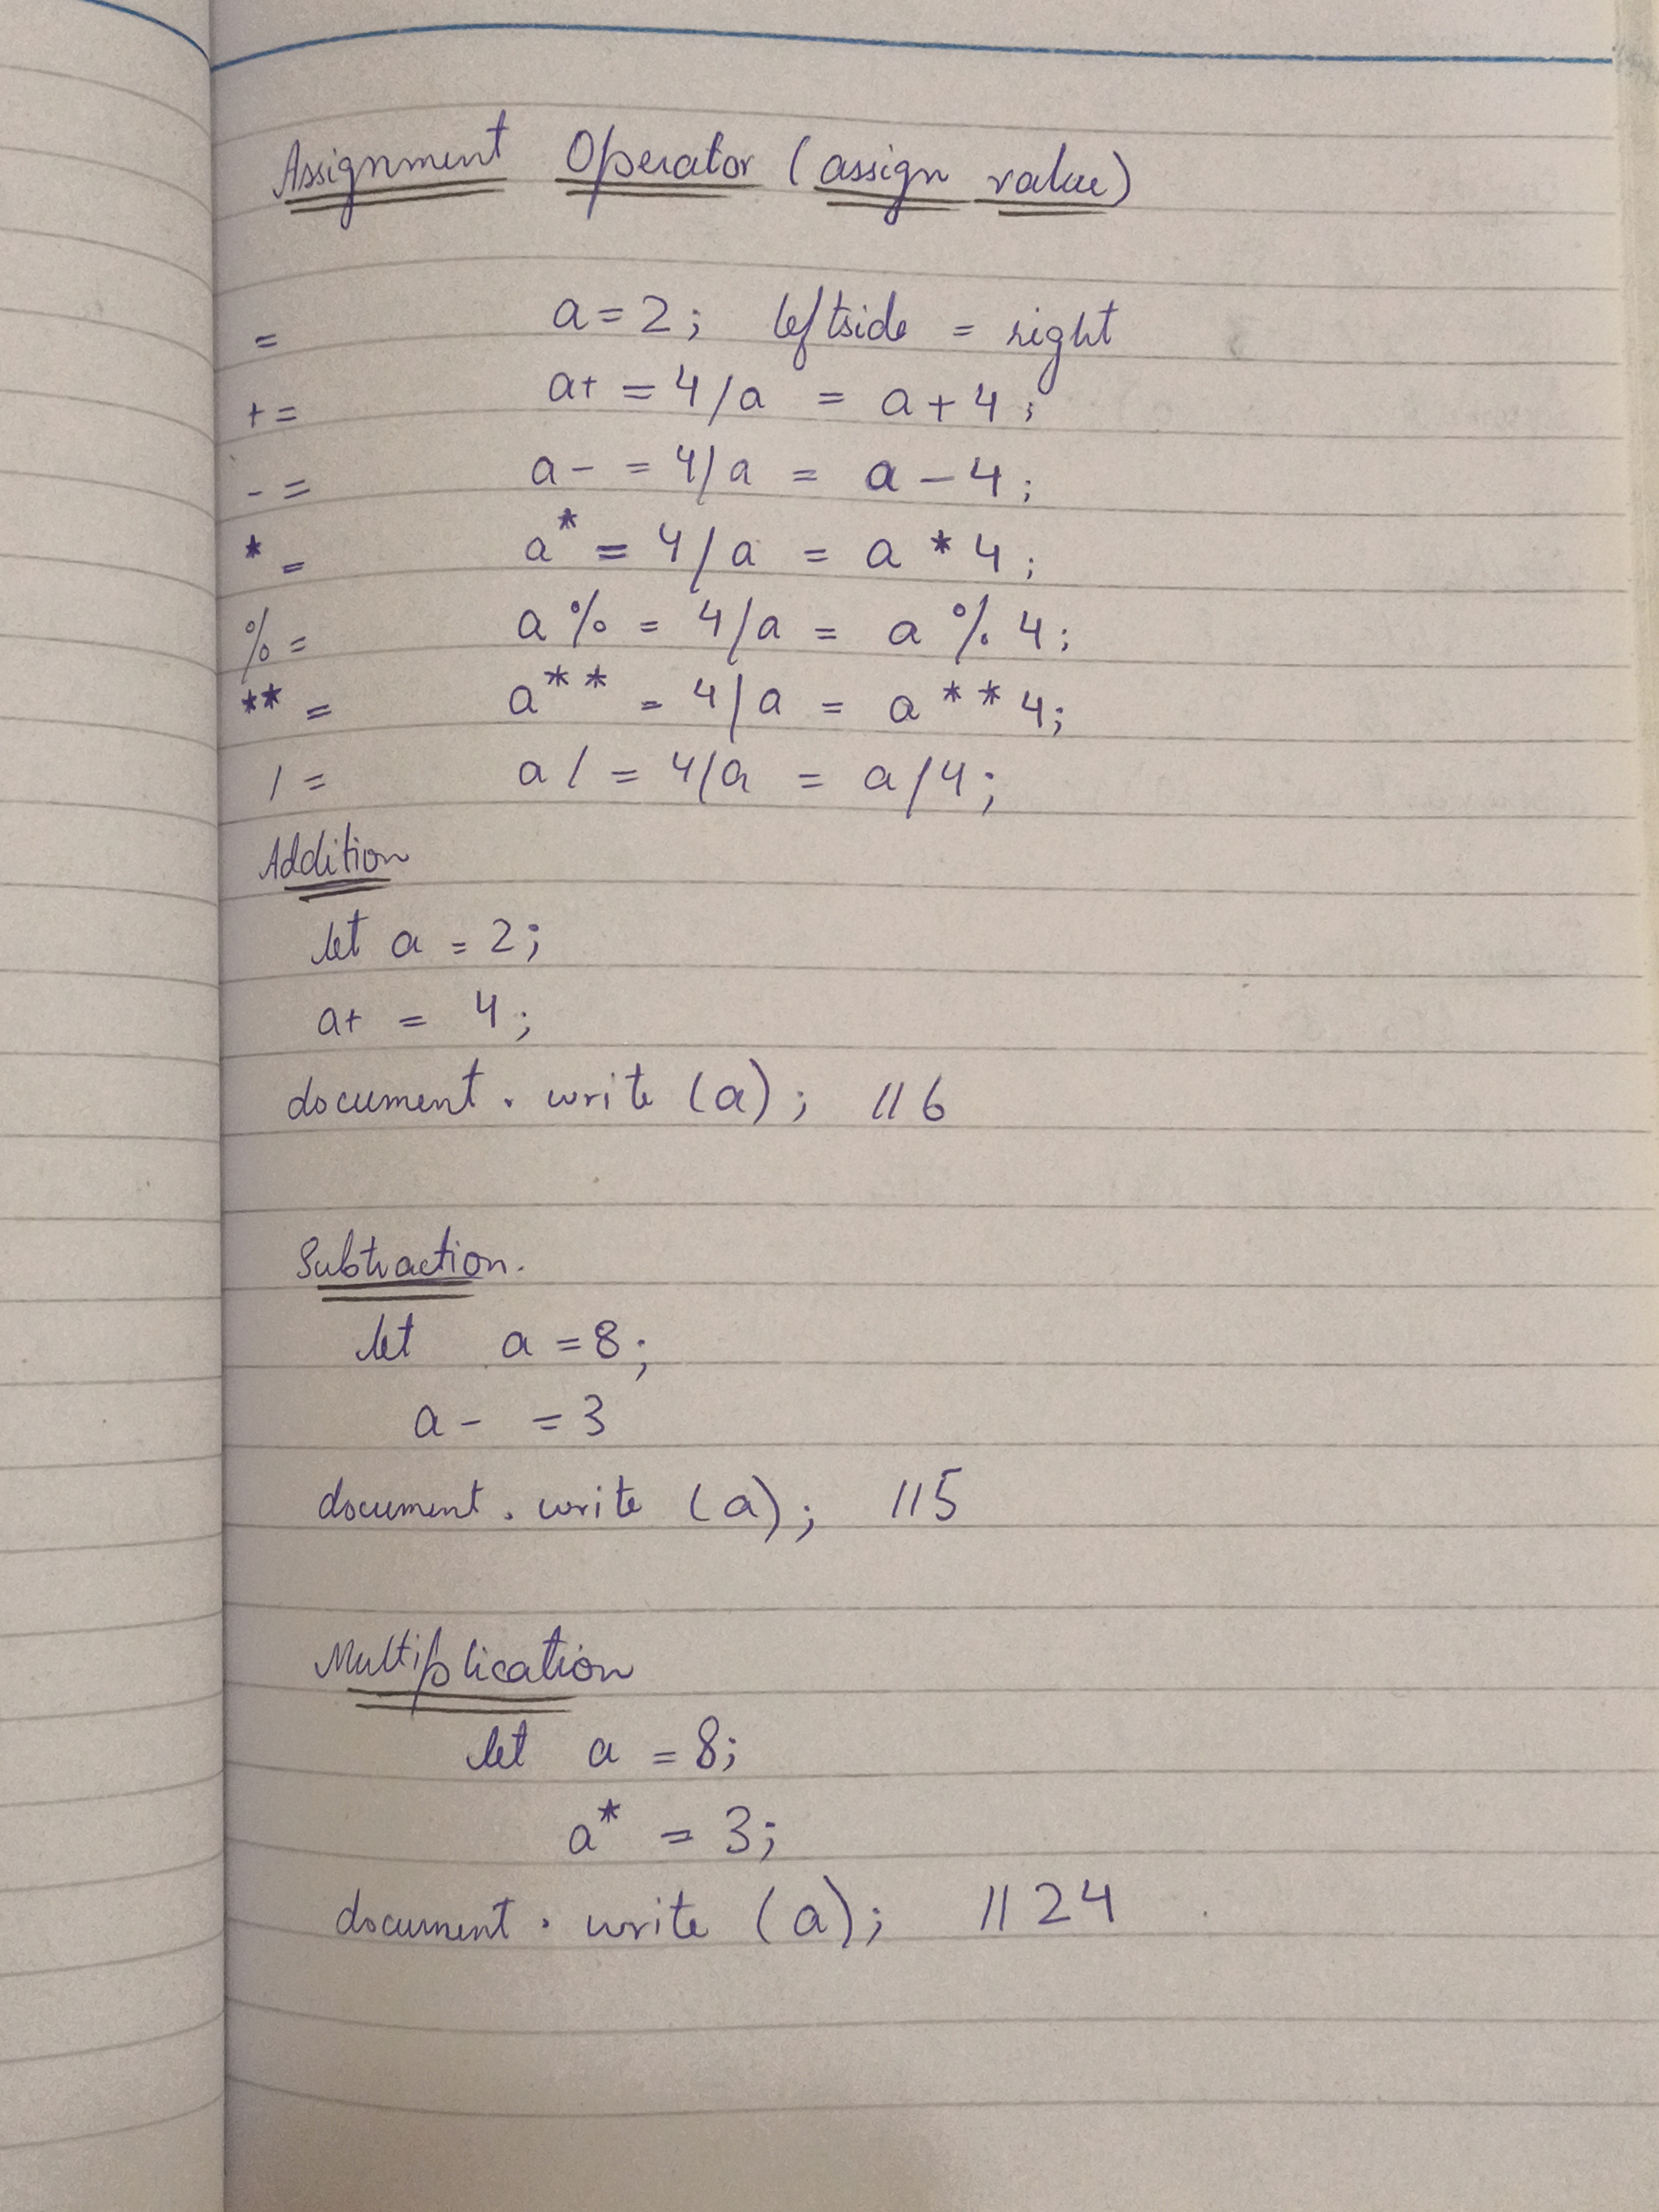 Assignment Operator (assign value)
= a = 2; leftside = right
+= a+ = 4/a = a+4;
-= a- = 4/a = a-4;
*= a* = 4/a = a*4;
%= a% = 4/a = a%4;
**= a** = 4/a = a**4;
/= a/ = 4/a = a/4;
Addition
let a = 2;
a+ = 4;
document.write(a); //6
Subtraction.
let a = 8;
a- = 3
document.write(a); //5
Multiplication
let a = 8;
a* = 3;
document.write(a); //24